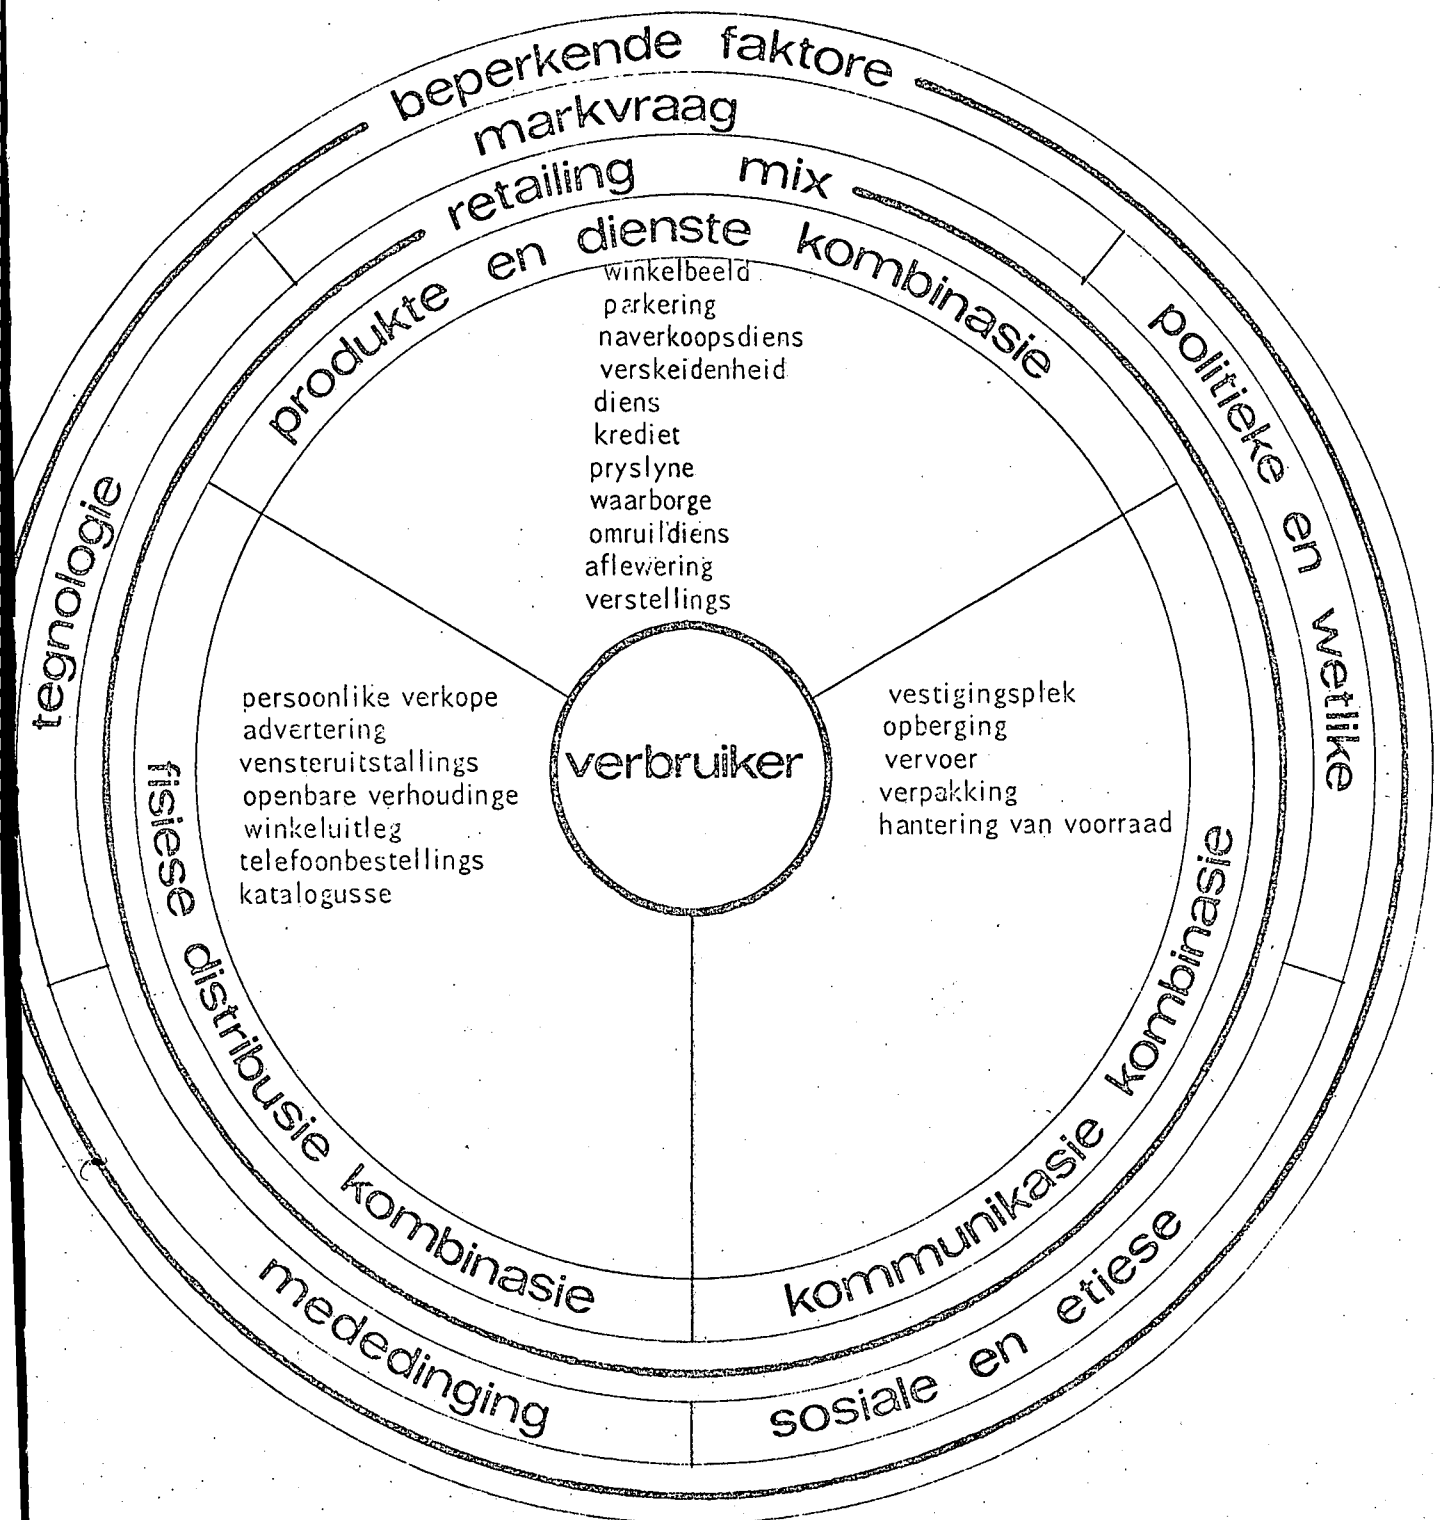 beperkende faktore
markvraag
retailing mix
produkte en dienste kombinasie
winkelbeeld
parkering
naverkoopsdiens
verskeidenheid
diens
krediet
pryslyne
waarborge
omruildiens
aflewering
verstellings
politieke en wetlike
tegnologie
persoonlike verkope
advertering
vensteruitstallings
openbare verhoudinge
winkeluitleg
telefoonbestellings
katalogusse
verbruiker
vestigingsplek
opberging
vervoer
verpakking
hantering van voorraad
fisiese distribusie kombinasie
kommunikasie kombinasie
mededinging
sosiale en etiese